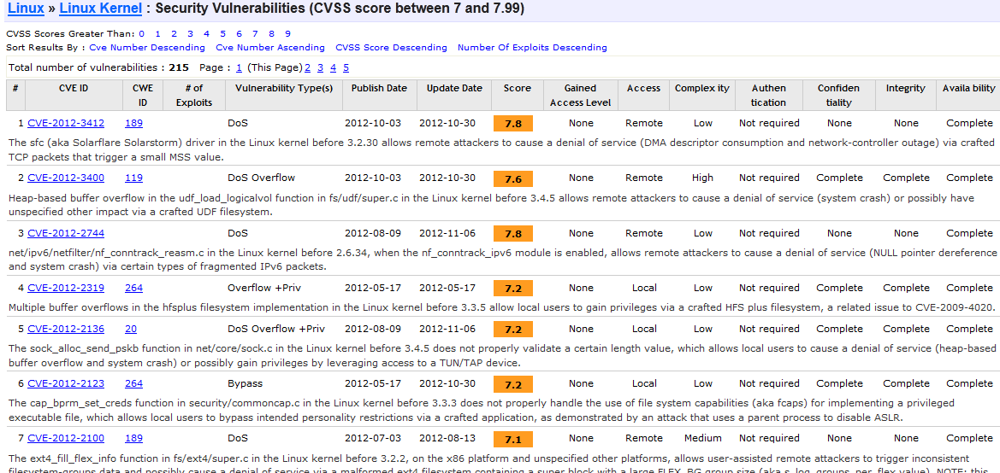 Linux » Linux Kernel : Security Vulnerabilities (CVSS score between 7 and 7.99)
CVSS Scores Greater Than: 0 1 2 3 4 5 6 7 8 9
Sort Results By : Cve Number Descending Cve Number Ascending CVSS Score Descending Number Of Exploits Descending
Total number of vulnerabilities : 215 Page : 1 (This Page) 2 3 4 5
# CVE ID CWE ID # of Exploits Vulnerability Type(s) Publish Date Update Date Score Gained Access Level Access Complex ity Authen tication Confiden tiality Integrity Availa bility
1 CVE-2012-3412 189 DoS 2012-10-03 2012-10-30 7.8 None Remote Low Not required None None Complete
The sfc (aka Solarflare Solarstorm) driver in the Linux kernel before 3.2.30 allows remote attackers to cause a denial of service (DMA descriptor consumption and network-controller outage) via crafted
TCP packets that trigger a small MSS value.
2 CVE-2012-3400 119 DoS Overflow 2012-10-03 2012-10-30 7.6 None Remote High Not required Complete Complete Complete
Heap-based buffer overflow in the udf_load_logicalvol function in fs/udf/super.c in the Linux kernel before 3.4.5 allows remote attackers to cause a denial of service (system crash) or possibly have
unspecified other impact via a crafted UDF filesystem.
3 CVE-2012-2744 DoS 2012-08-09 2012-11-06 7.8 None Remote Low Not required None None Complete
net/ipv6/netfilter/nf_conntrack_reasm.c in the Linux kernel before 2.6.34, when the nf_conntrack_ipv6 module is enabled, allows remote attackers to cause a denial of service (NULL pointer dereference
and system crash) via certain types of fragmented IPv6 packets.
4 CVE-2012-2319 264 Overflow +Priv 2012-05-17 2012-05-17 7.2 None Local Low Not required Complete Complete Complete
Multiple buffer overflows in the hfsplus filesystem implementation in the Linux kernel before 3.3.5 allow local users to gain privileges via a crafted HFS plus filesystem, a related issue to CVE-2009-4020.
5 CVE-2012-2136 20 DoS Overflow +Priv 2012-08-09 2012-11-06 7.2 None Local Low Not required Complete Complete Complete
The sock_alloc_send_pskb function in net/core/sock.c in the Linux kernel before 3.4.5 does not properly validate a certain length value, which allows local users to cause a denial of service (heap-based
buffer overflow and system crash) or possibly gain privileges by leveraging access to a TUN/TAP device.
6 CVE-2012-2123 264 Bypass 2012-05-17 2012-10-30 7.2 None Local Low Not required Complete Complete Complete
The cap_bprm_set_creds function in security/commoncap.c in the Linux kernel before 3.3.3 does not properly handle the use of file system capabilities (aka fcaps) for implementing a privileged
executable file, which allows local users to bypass intended personality restrictions via a crafted application, as demonstrated by an attack that uses a parent process to disable ASLR.
7 CVE-2012-2100 189 DoS 2012-07-03 2012-08-13 7.1 None Remote Medium Not required None None Complete
The ext4_fill_flex_info function in fs/ext4/super.c in the Linux kernel before 3.2.2, on the x86 platform and unspecified other platforms, allows user-assisted remote attackers to trigger inconsistent
filesystem-groups data and possibly cause a denial of service via a malformed ext4 filesystem containing a super block with a large FLEX_BG group size (aka s_log_groups_per_flex value). NOTE: this